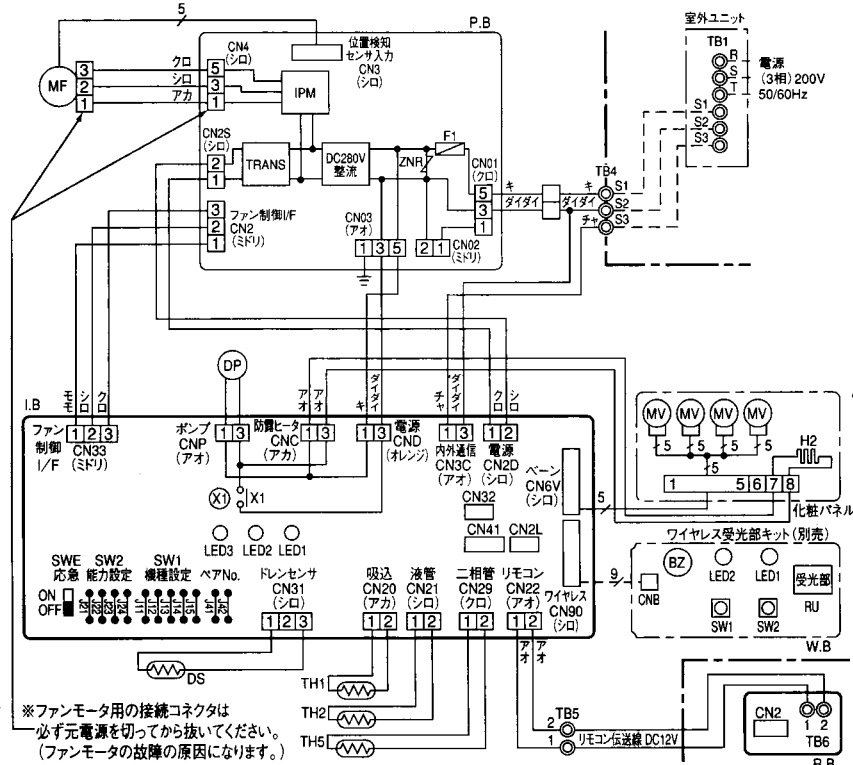 5
P.B
位置検知
センサ入力
CN3
(シロ)
CN4
(シロ)
MF
3
2
1
クロ
シロ
アカ
5
3
1
IPM
CN2S
(シロ)
2
1
TRANS
DC280V
整流
ZNR
F1
CN01
(クロ)
5
3
1
キ
ダイダイ
キ
ダイダイ
チャ
3
2
1
ファン制御I/F
CN2
(ミドリ)
CN03
(アオ)
1 3 5
2 1
CN02
(ミドリ)
室外ユニット
TB1
R
S
T
電源
(3相)200V
50/60Hz
S1
S2
S3
TB4
S1
S2
S3
DP
I.B
モモ
シロ
クロ
アオ
アオ
キ
ダイダイ
チャ
ダイダイ
クロ
シロ
ファン
制御
I/F
1 2 3
CN33
(ミドリ)
ポンプ
CNP
(アオ)
1 3
防露ヒータ
CNC
(アカ)
1 3
1 3
電源
CND
(オレンジ)
1 3
内外通信
CN3C
(アオ)
1 2
電源
CN2D
(シロ)
X1
X1
LED3 LED2 LED1
CN32
CN41
CN2L
ベーン
CN6V
(シロ)
5
ワイヤレス
CN90
(シロ)
9
SWE
応急
ON
OFF
SW2
能力設定
J21
J22
J23
J24
SW1
機種設定
J11
J12
J13
J14
J15
ペアNo.
J41
J42
ドレンセンサ
CN31
(シロ)
1 2 3
吸込
CN20
(アカ)
1 2
液管
CN21
(シロ)
1 2
二相管
CN29
(クロ)
1 2
リモコン
CN22
(アオ)
1 2
アオ
アオ
DS
TH1
TH2
TH5
MV MV MV MV
5 5 5 5
5
H2
1 5 6 7 8
化粧パネル
ワイヤレス受光部キット(別売)
BZ
LED2
LED1
受光部
RU
CNB
SW1
SW2
W.B
2
1
TB5
リモコン伝送線 DC12V
CN2
1 2
TB6
R.B
※ファンモータ用の接続コネクタは
必ず元電源を切ってから抜いてください。
(ファンモータの故障の原因になります。)